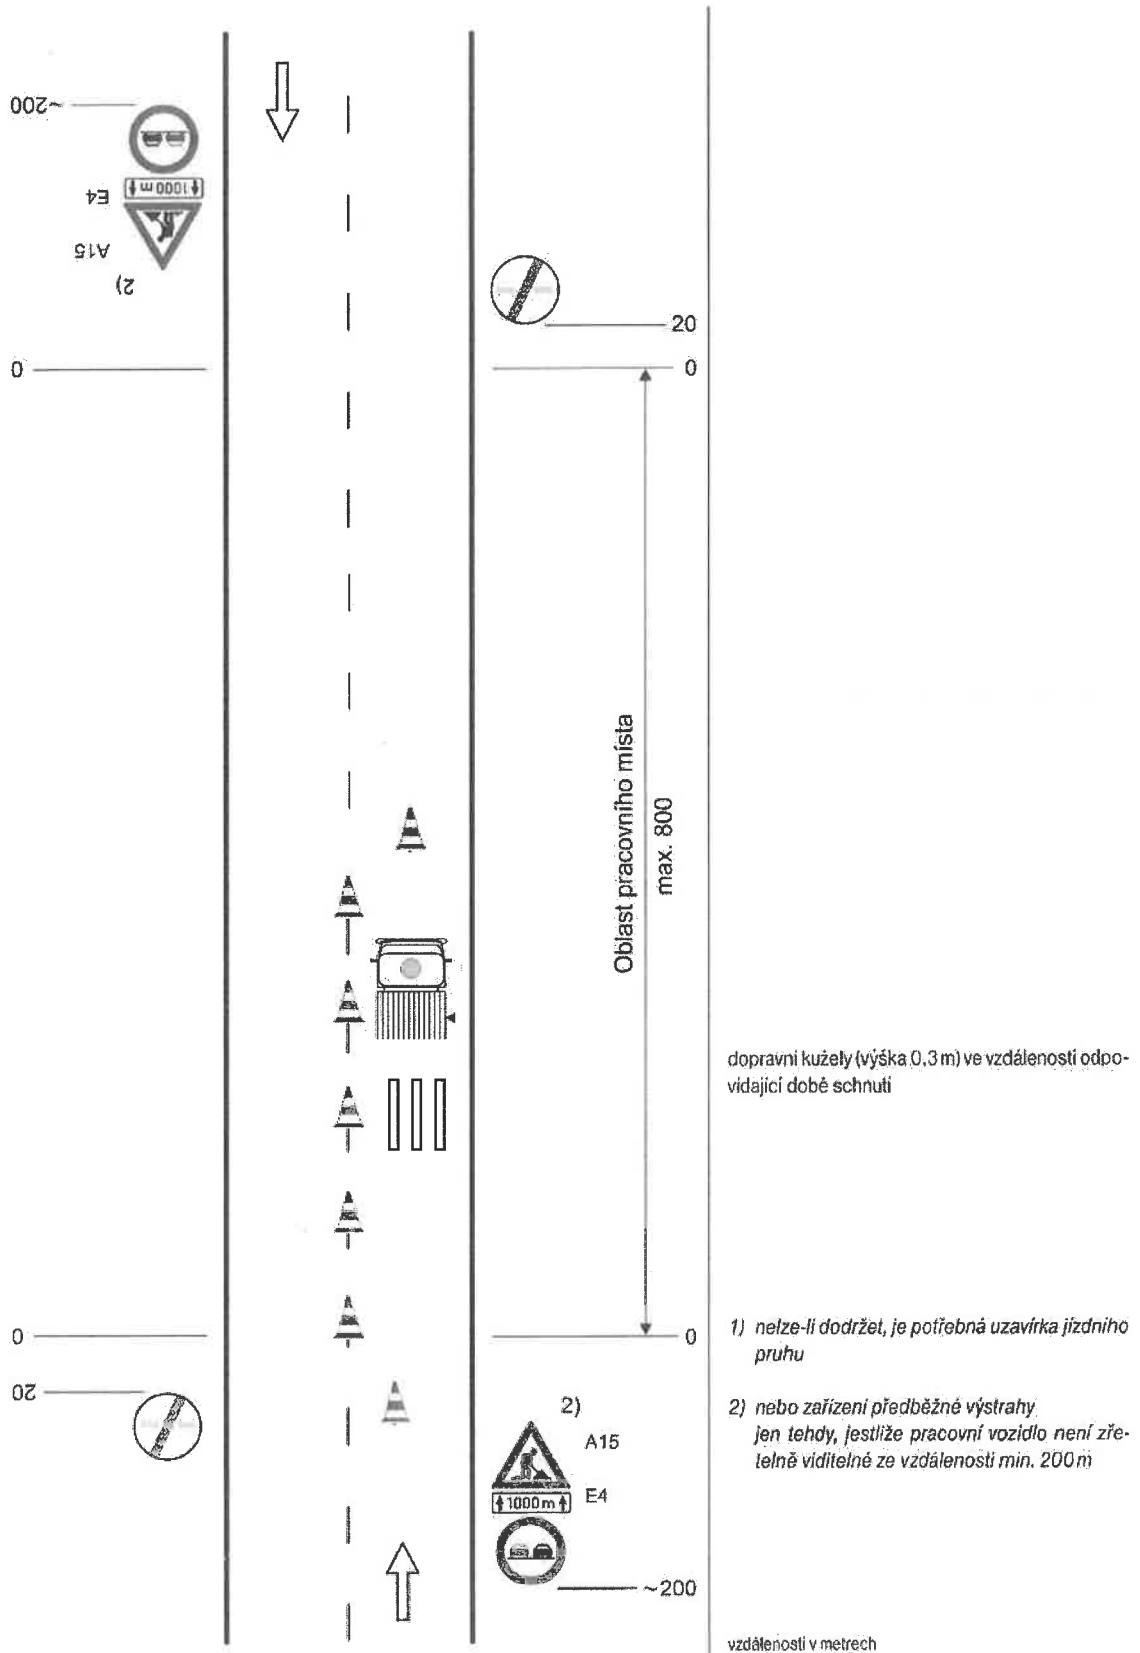 ~200
1000 m
E4
A15
2)
20
0
0
0
Oblast pracovního místa
max. 800
dopravní kužely (výška 0,3 m) ve vzdálenosti odpo-
vídající době schnutí
0
0
1) nelze-li dodržet, je potřebná uzavírka jízdního
pruhu
20
2)
A15
E4
1000 m
~200
2) nebo zařízení předběžné výstrahy
jen tehdy, jestliže pracovní vozidlo není zře-
telně viditelné ze vzdálenosti min. 200 m
vzdálenosti v metrech